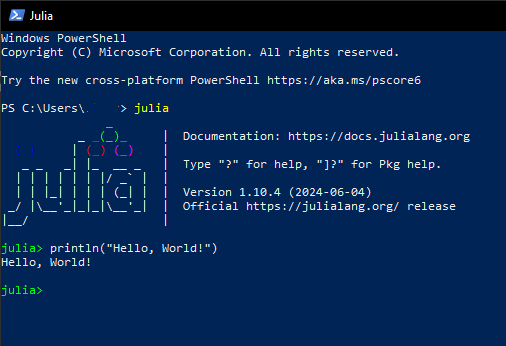 Julia
Windows PowerShell
Copyright (C) Microsoft Corporation. All rights reserved.
Try the new cross-platform PowerShell https://aka.ms/pscore6
PS C:\Users\ > julia
Documentation: https://docs.julialang.org
Type "?" for help, "]?" for Pkg help.
Version 1.10.4 (2024-06-04)
Official https://julialang.org/ release
julia> println("Hello, World!")
Hello, World!
julia>